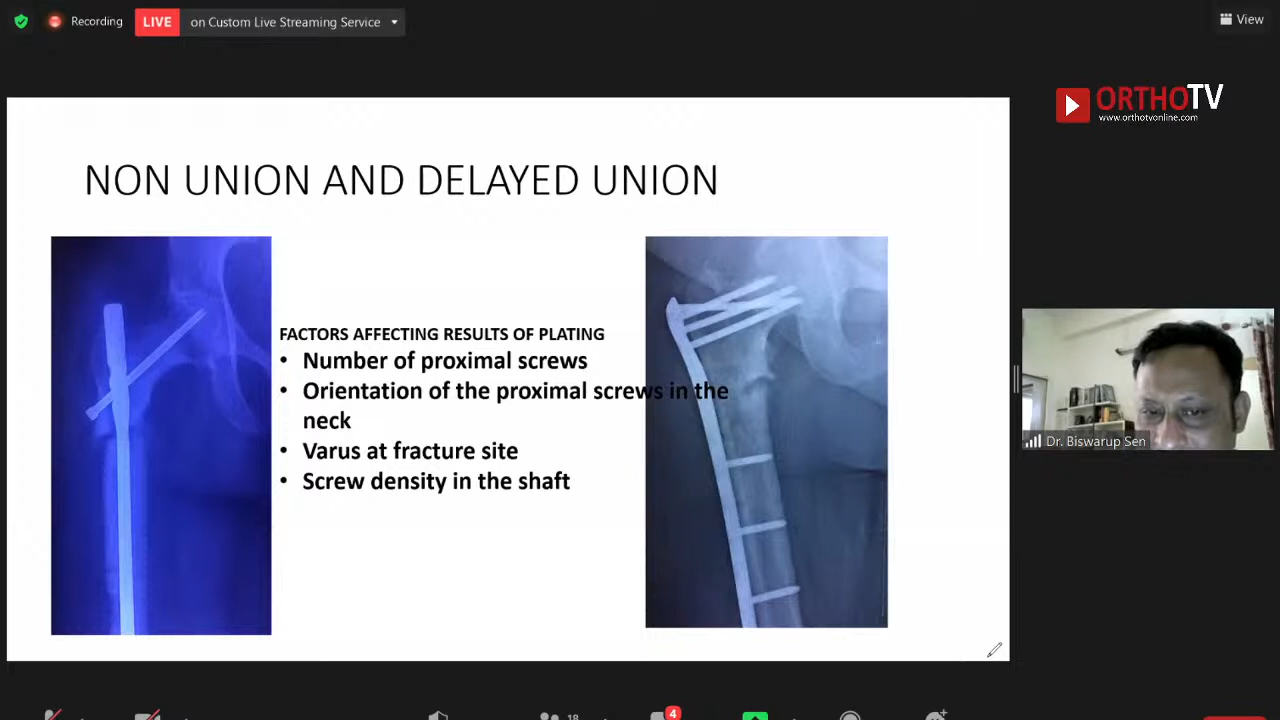 Recording
LIVE
on Custom Live Streaming Service
View
ORTHOTV
www.orthotvonline.com
NON UNION AND DELAYED UNION
FACTORS AFFECTING RESULTS OF PLATING
• Number of proximal screws
• Orientation of the proximal screws in the
neck
• Varus at fracture site
• Screw density in the shaft
Dr. Biswarup Sen
18
4